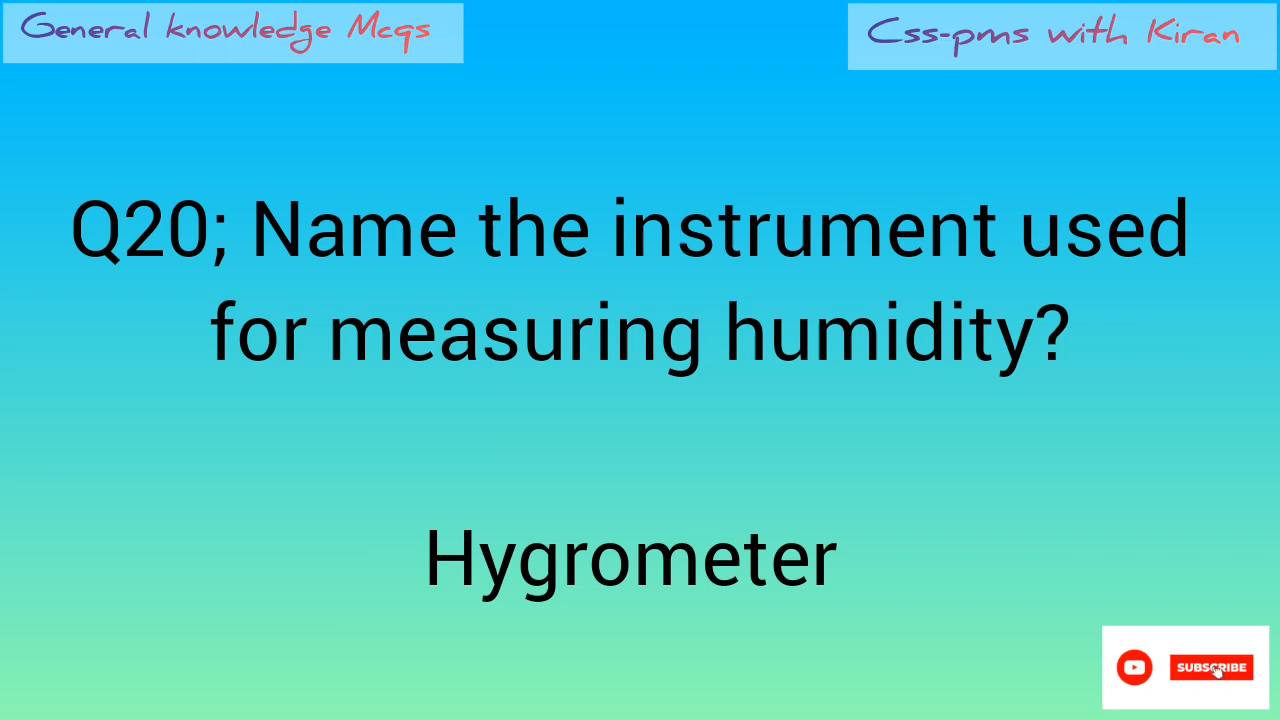 General knowledge Mcqs
Css-pms with Kiran
Q20; Name the instrument used
for measuring humidity?
Hygrometer
SUBSCRIBE